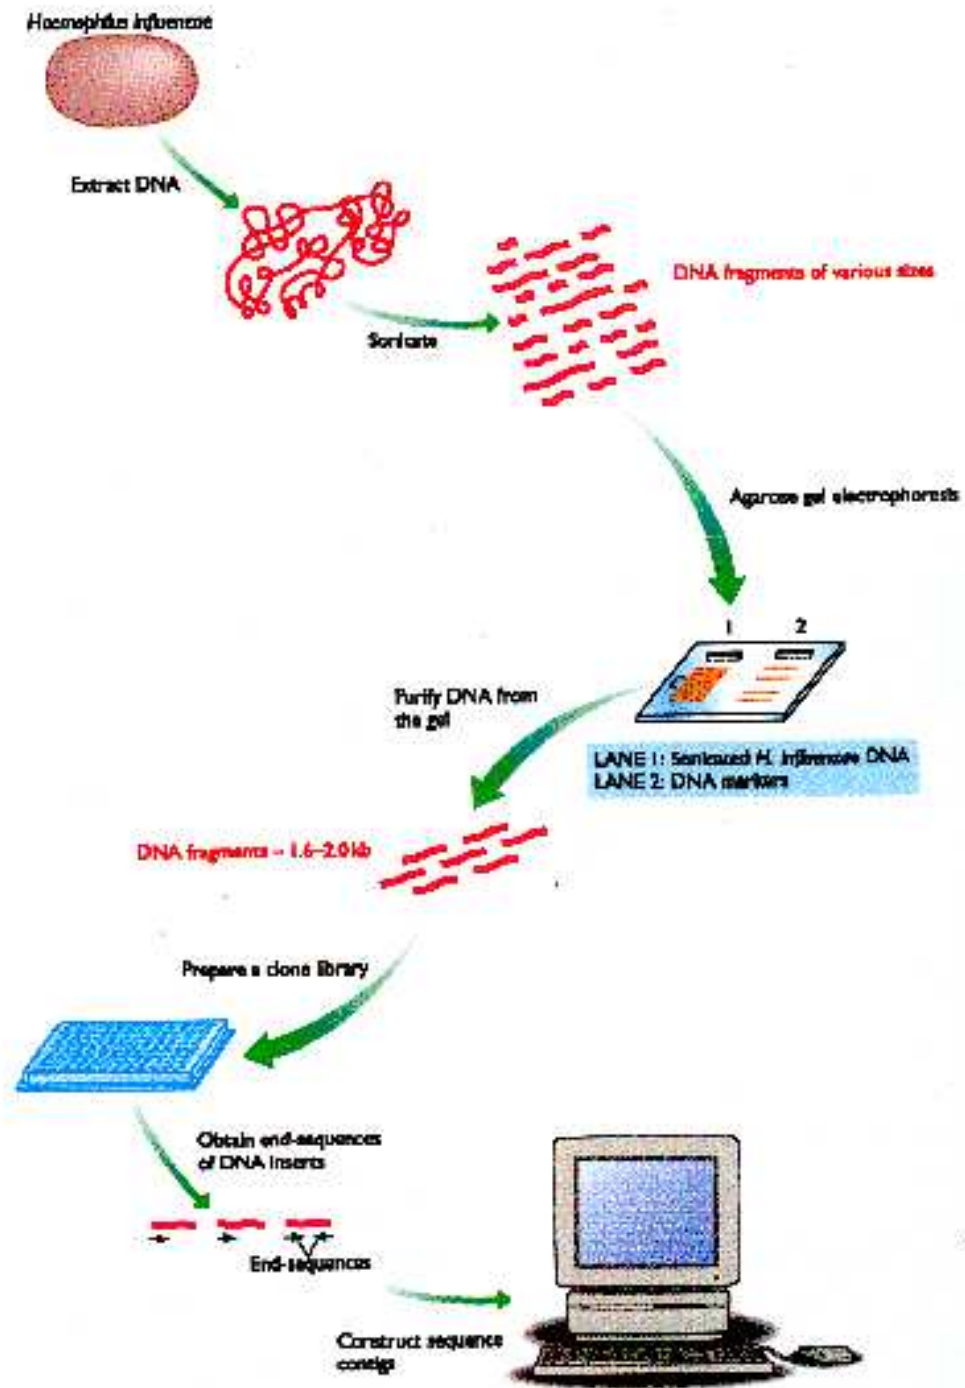 Haemophilus influenzae
Extract DNA
DNA fragments of various sizes
Sonicate
Agarose gel electrophoresis
1 2
Purify DNA from
the gel
LANE 1: Sonicated H. influenzae DNA
LANE 2: DNA markers
DNA fragments – 1.6–2.0 kb
Prepare a clone library
Obtain end-sequences
of DNA inserts
End-sequences
Construct sequence
contigs